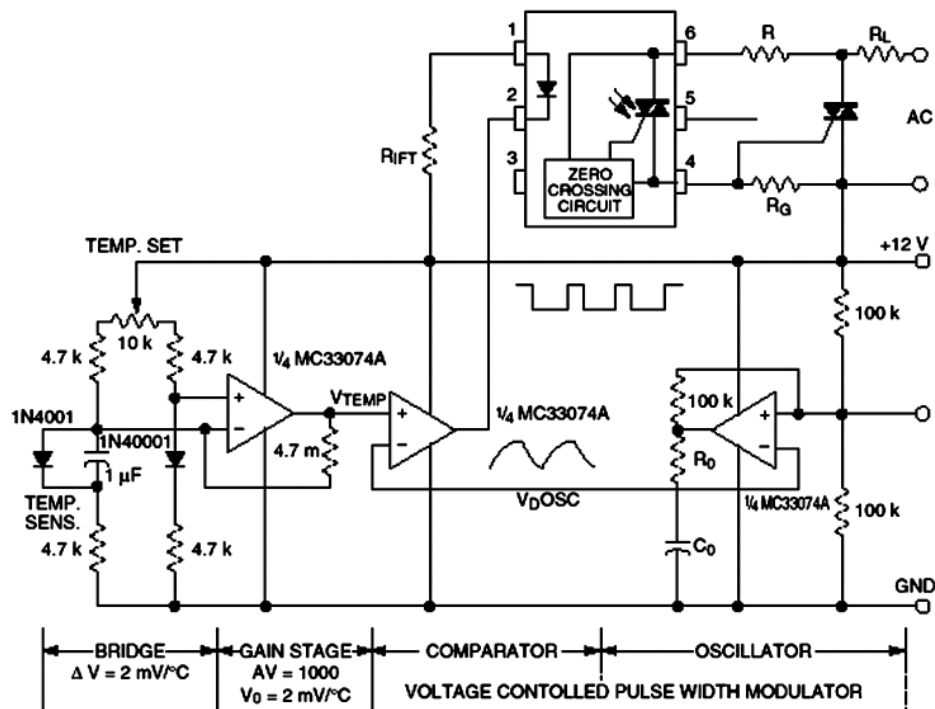 1
6
R
RL
2
5
AC
RIFT
3
4
ZERO
CROSSING
CIRCUIT
RG
TEMP. SET
+12 V
10 k
4.7 k
4.7 k
1/4 MC33074A
100 k
1N4001
1N40001
VTEMP
1/4 MC33074A
100 k
+
−
+
−
+
−
4.7 m
1 μF
R0
TEMP.
SENS.
VDOSC
1/4 MC33074A
100 k
4.7 k
4.7 k
C0
GND
BRIDGE
GAIN STAGE
COMPARATOR
OSCILLATOR
Δ V = 2 mV/°C
AV = 1000
V0 = 2 mV/°C
VOLTAGE CONTOLLED PULSE WIDTH MODULATOR